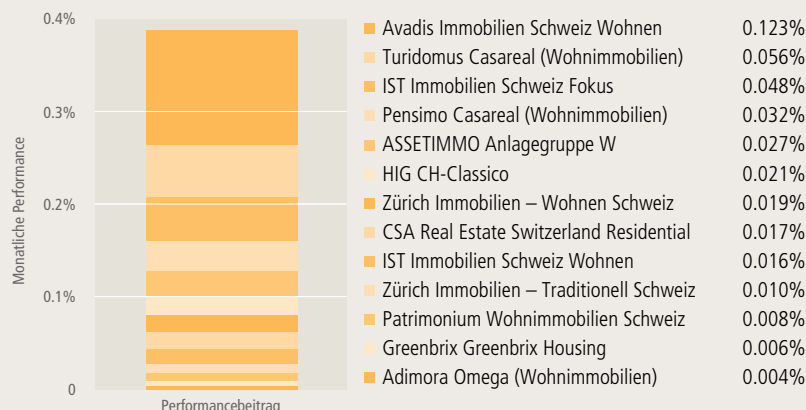 0.4%
0.3%
0.2%
0.1%
0
Monatliche Performance
Performancebeitrag
Avadis Immobilien Schweiz Wohnen 0.123%
Turidomus Casareal (Wohnimmobilien) 0.056%
IST Immobilien Schweiz Fokus 0.048%
Pensimo Casareal (Wohnimmobilien) 0.032%
ASSETIMMO Anlagegruppe W 0.027%
HIG CH-Classico 0.021%
Zürich Immobilien – Wohnen Schweiz 0.019%
CSA Real Estate Switzerland Residential 0.017%
IST Immobilien Schweiz Wohnen 0.016%
Zürich Immobilien – Traditionell Schweiz 0.010%
Patrimonium Wohnimmobilien Schweiz 0.008%
Greenbrix Greenbrix Housing 0.006%
Adimora Omega (Wohnimmobilien) 0.004%